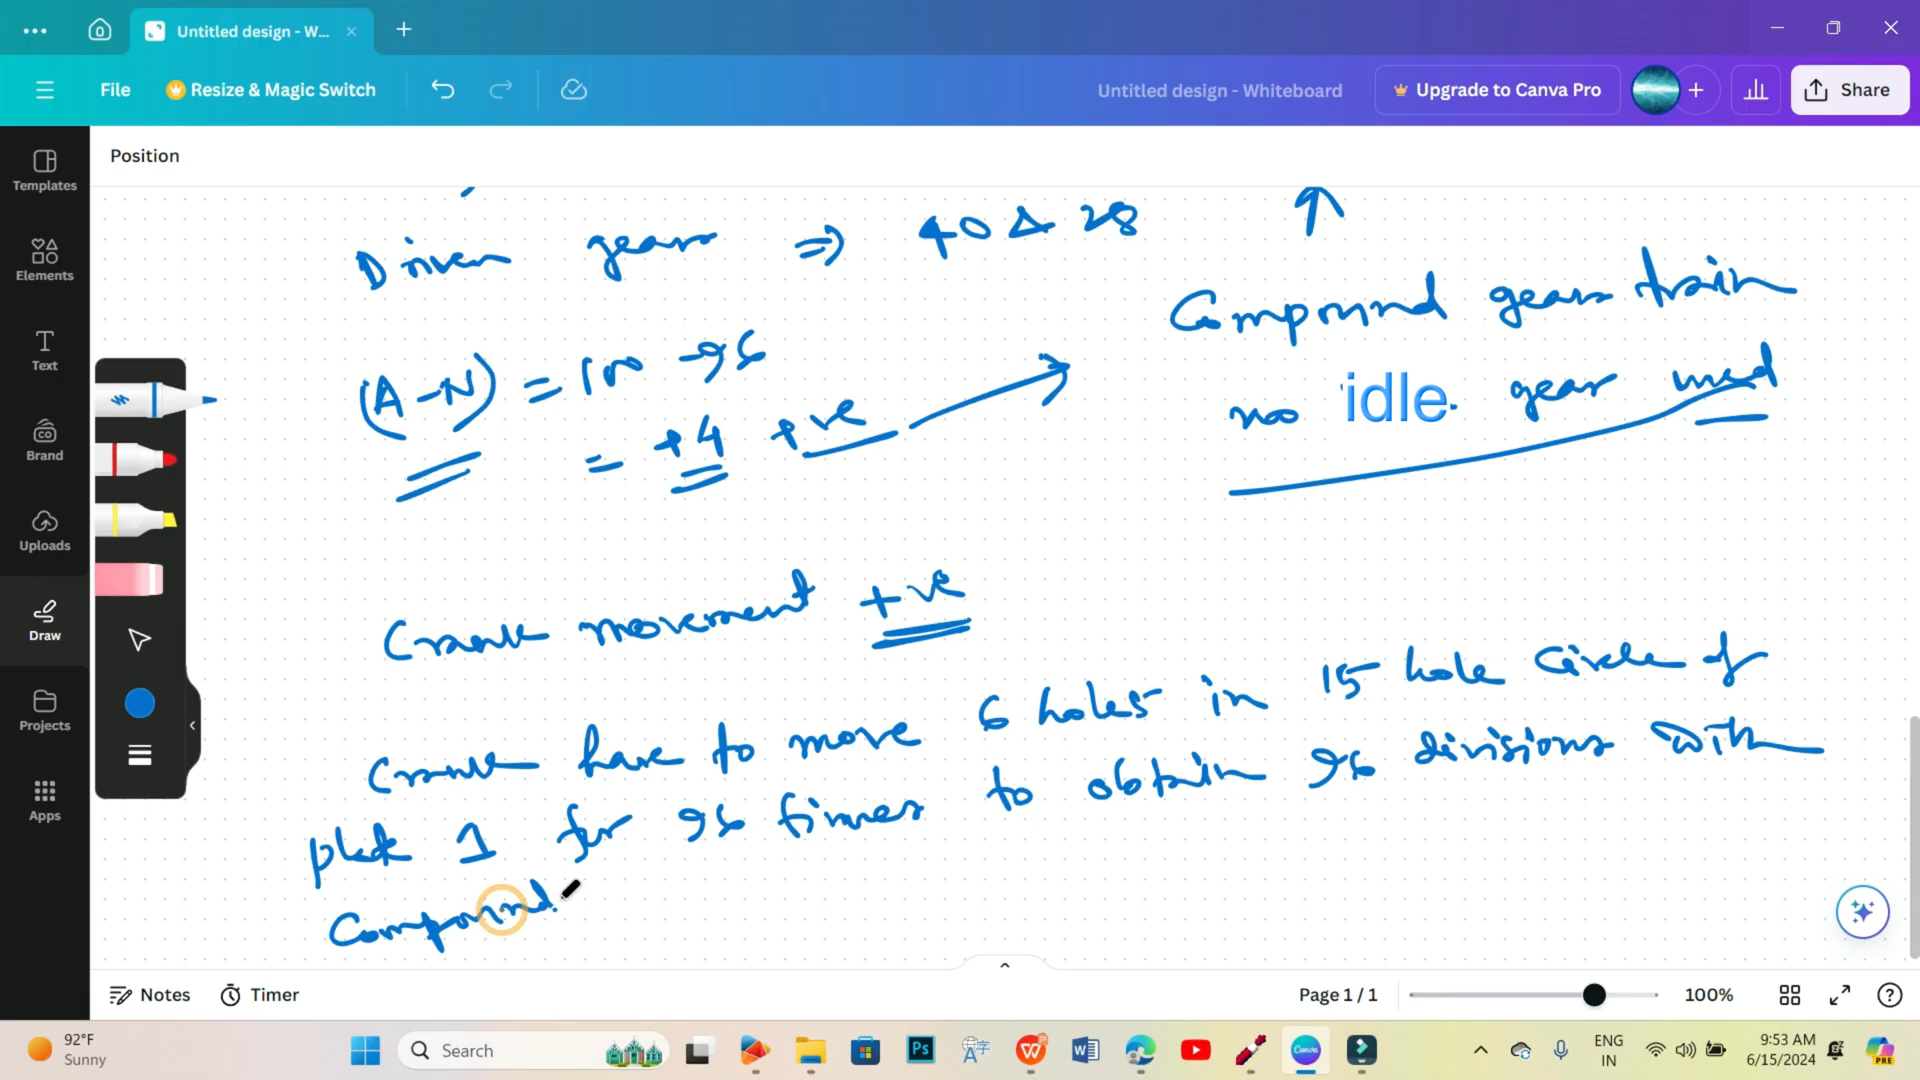 Untitled design - W...
File
Resize & Magic Switch
Untitled design - Whiteboard
Upgrade to Canva Pro
Share
Position
Templates
Elements
Text
Brand
Uploads
Draw
Projects
Apps
Driven gears ⇒ 40 & 28
(A-N) = 100 - 96
= +4 +ve
Compound gear train
no idle gear used
Crank movement +ve
Crank have to move 6 holes in 15 hole circle of
plate 1 for 96 times to obtain 96 divisions with
Compound
Notes
Timer
Page 1 / 1
100%
92°F
Sunny
Search
ENG
IN
9:53 AM
6/15/2024